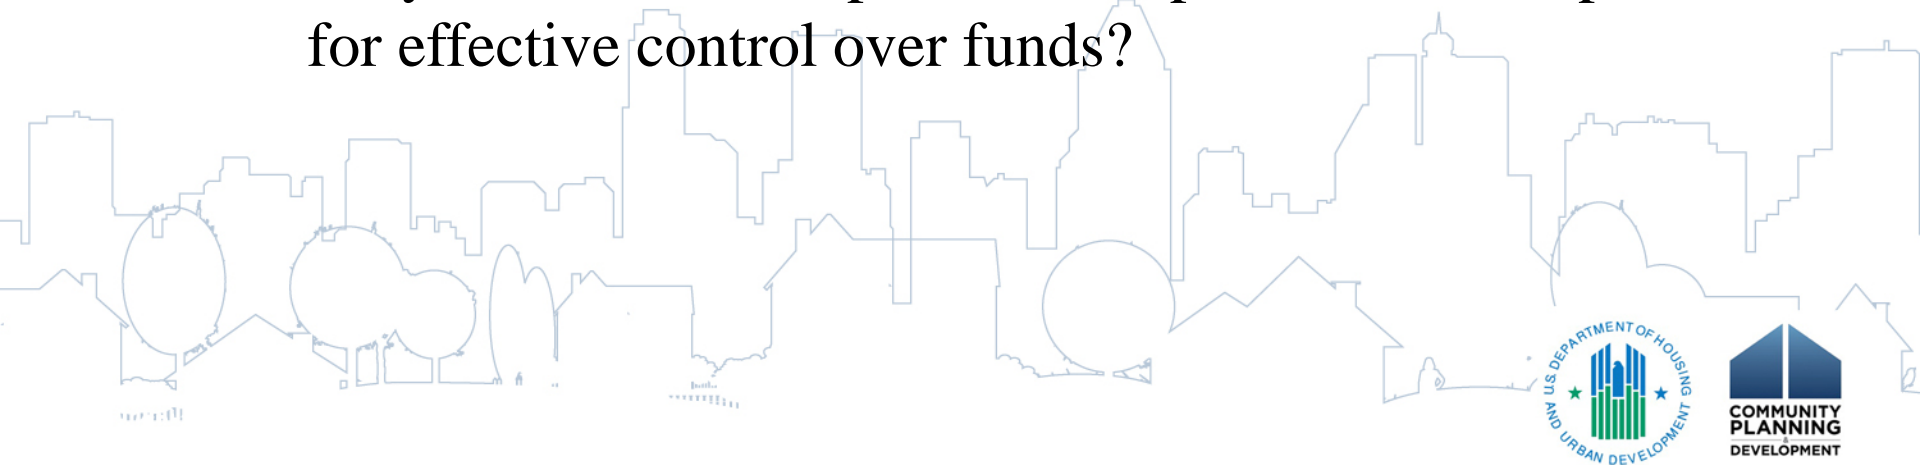 for effective control over funds?
U.S. DEPARTMENT OF HOUSING
AND URBAN DEVELOPMENT
COMMUNITY
PLANNING
&
DEVELOPMENT